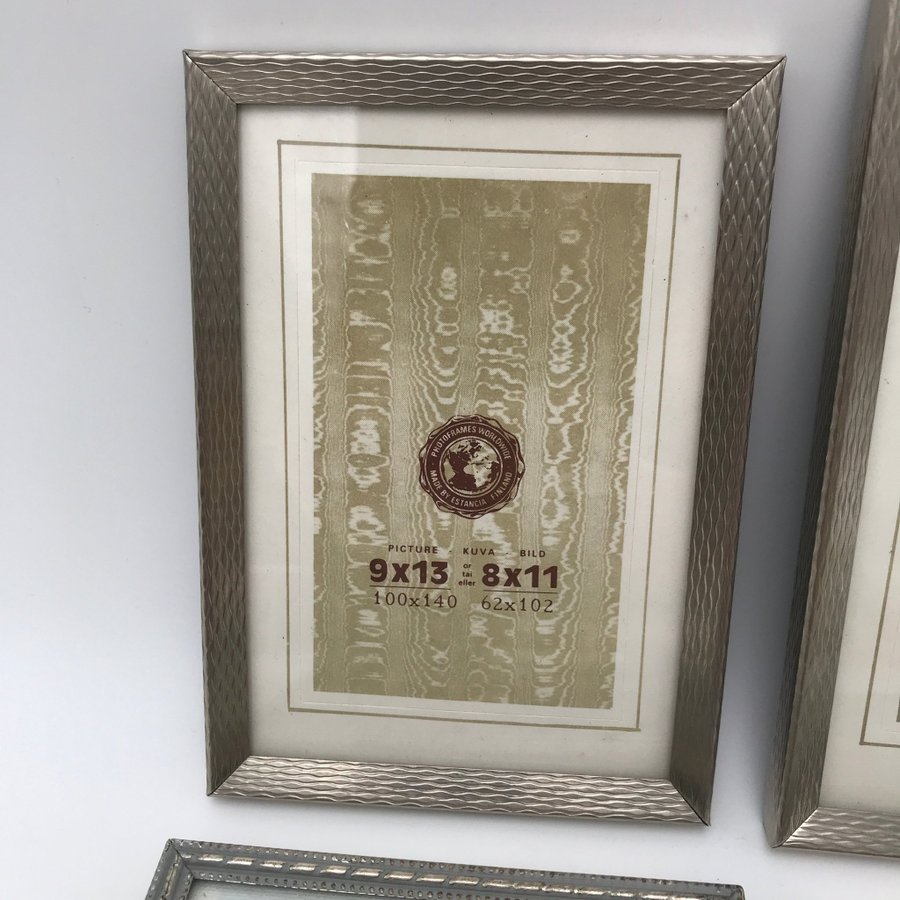 PHOTOFRAMES WORLDWIDE
MADE BY ESTANCIA FINLAND
PICTURE - KUVA - BILD
9x13 or tai eller 8x11
100x140 62x102